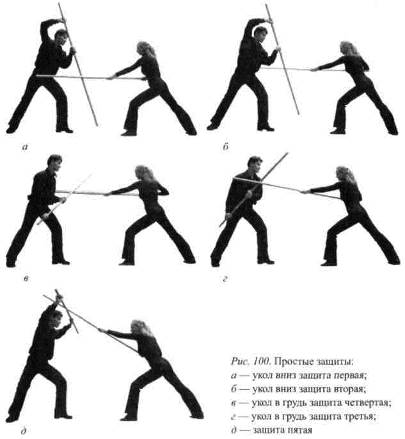 а
б
в
г
д
Рис. 100. Простые защиты:
а — укол вниз защита первая;
б — укол вниз защита вторая;
в — укол в грудь защита четвертая;
г — укол в грудь защита третья;
д — защита пятая